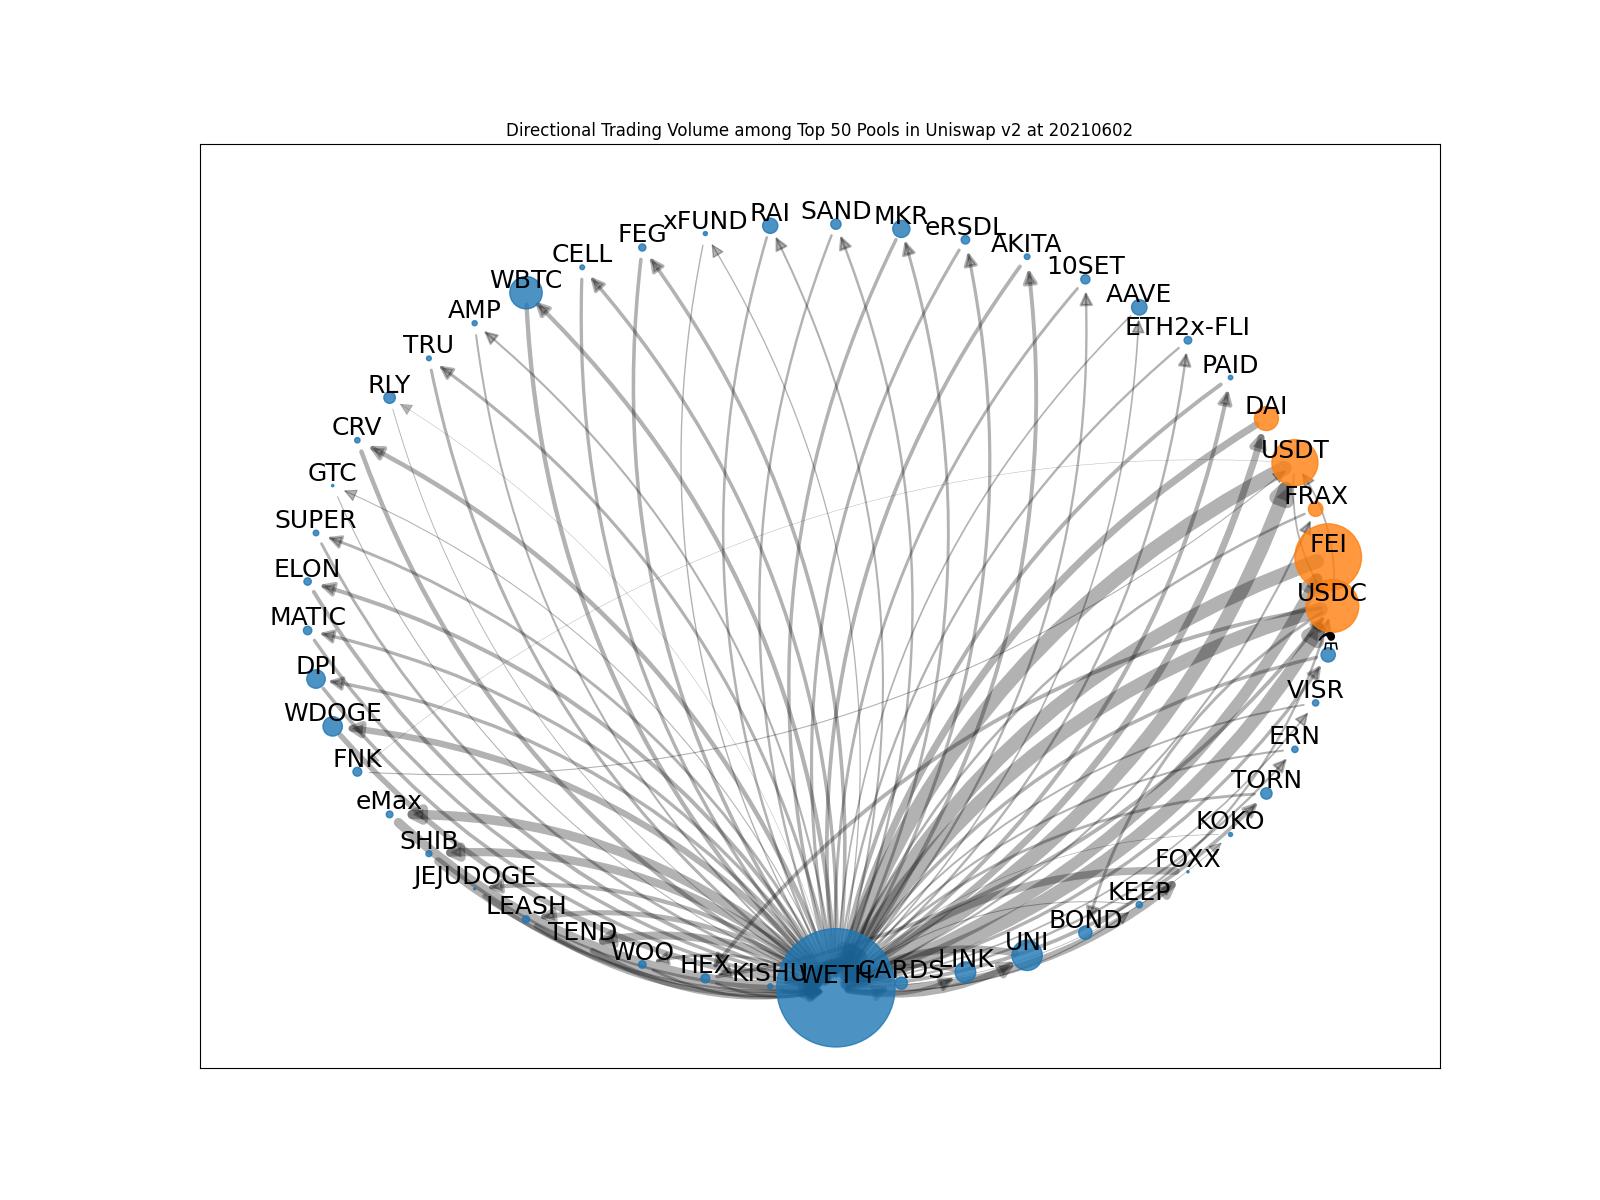 Directional Trading Volume among Top 50 Pools in Uniswap v2 at 20210602
xFUND
RAI
SAND
MKR
eRSDL
FEG
AKITA
CELL
10SET
WBTC
AAVE
AMP
ETH2x-FLI
TRU
PAID
RLY
DAI
CRV
USDT
GTC
FRAX
SUPER
FEI
ELON
USDC
MATIC
DPI
VISR
WDOGE
ERN
FNK
TORN
eMax
KOKO
SHIB
FOXX
JEJUDOGE
KEEP
LEASH
BOND
TEND
UNI
WOO
LINK
HEX
KISHU
WETH
CARDS